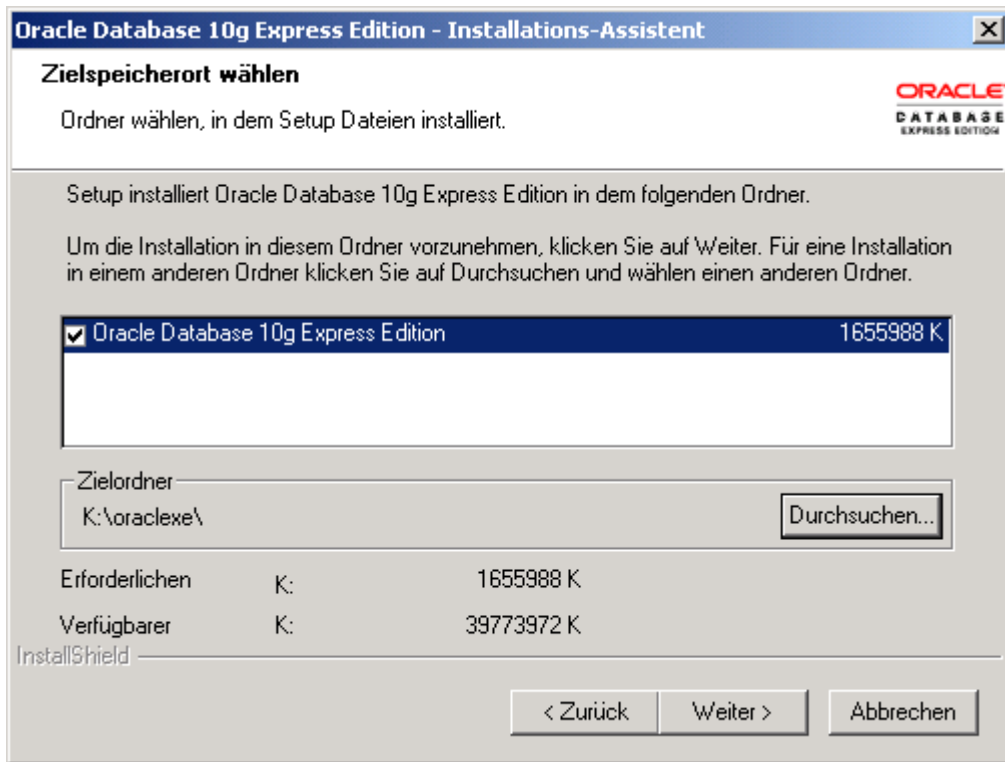 Oracle Database 10g Express Edition - Installations-Assistent
Zielspeicherort wählen
Ordner wählen, in dem Setup Dateien installiert.
ORACLE
DATABASE
EXPRESS EDITION
Setup installiert Oracle Database 10g Express Edition in dem folgenden Ordner.
Um die Installation in diesem Ordner vorzunehmen, klicken Sie auf Weiter. Für eine Installation
in einem anderen Ordner klicken Sie auf Durchsuchen und wählen einen anderen Ordner.
Oracle Database 10g Express Edition 1655988 K
Zielordner
K:\oraclexe\ Durchsuchen...
Erforderlichen K: 1655988 K
Verfügbarer K: 39773972 K
InstallShield
< Zurück Weiter > Abbrechen